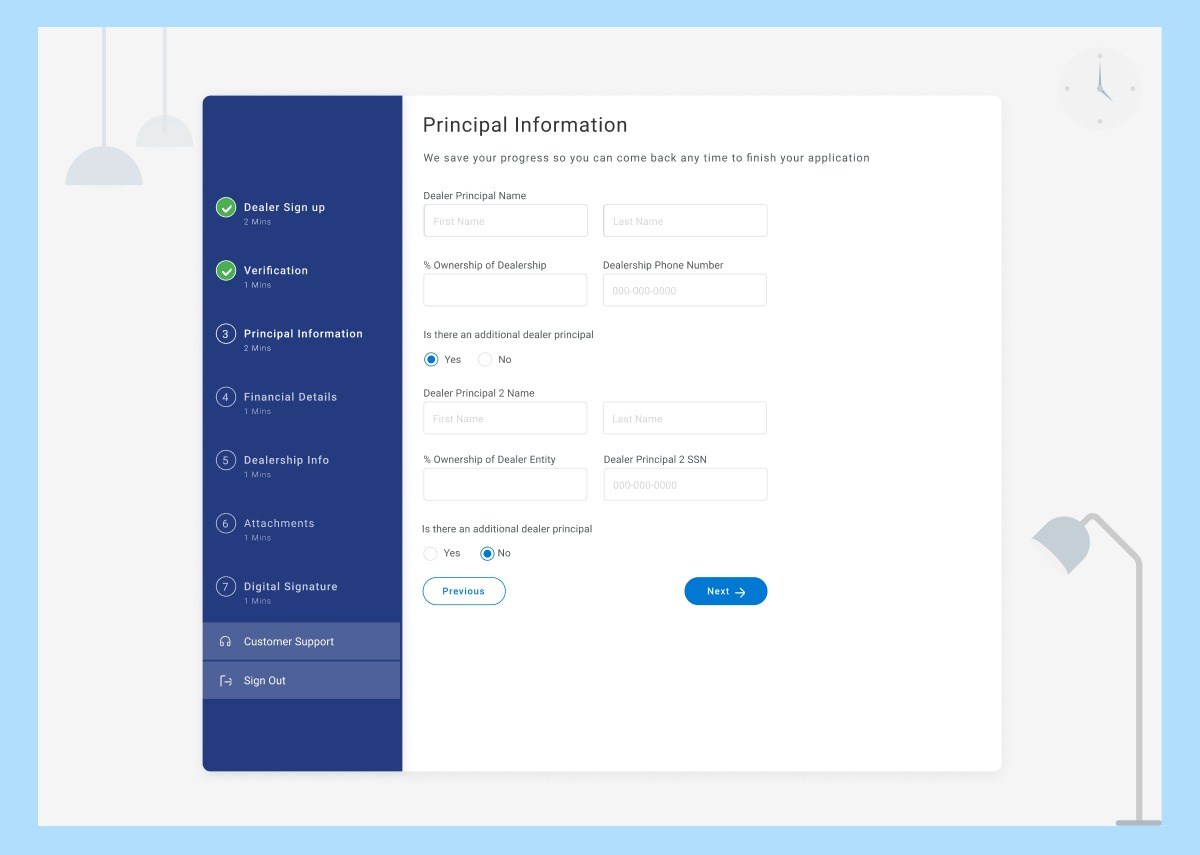 Dealer Sign up
2 Mins
Verification
1 Mins
3 Principal Information
2 Mins
4 Financial Details
1 Mins
5 Dealership Info
1 Mins
6 Attachments
1 Mins
7 Digital Signature
1 Mins
Customer Support
Sign Out
Principal Information
We save your progress so you can come back any time to finish your application
Dealer Principal Name
First Name Last Name
% Ownership of Dealership Dealership Phone Number
000-000-0000
Is there an additional dealer principal
Yes No
Dealer Principal 2 Name
First Name Last Name
% Ownership of Dealer Entity Dealer Principal 2 SSN
000-000-0000
Is there an additional dealer principal
Yes No
Previous Next